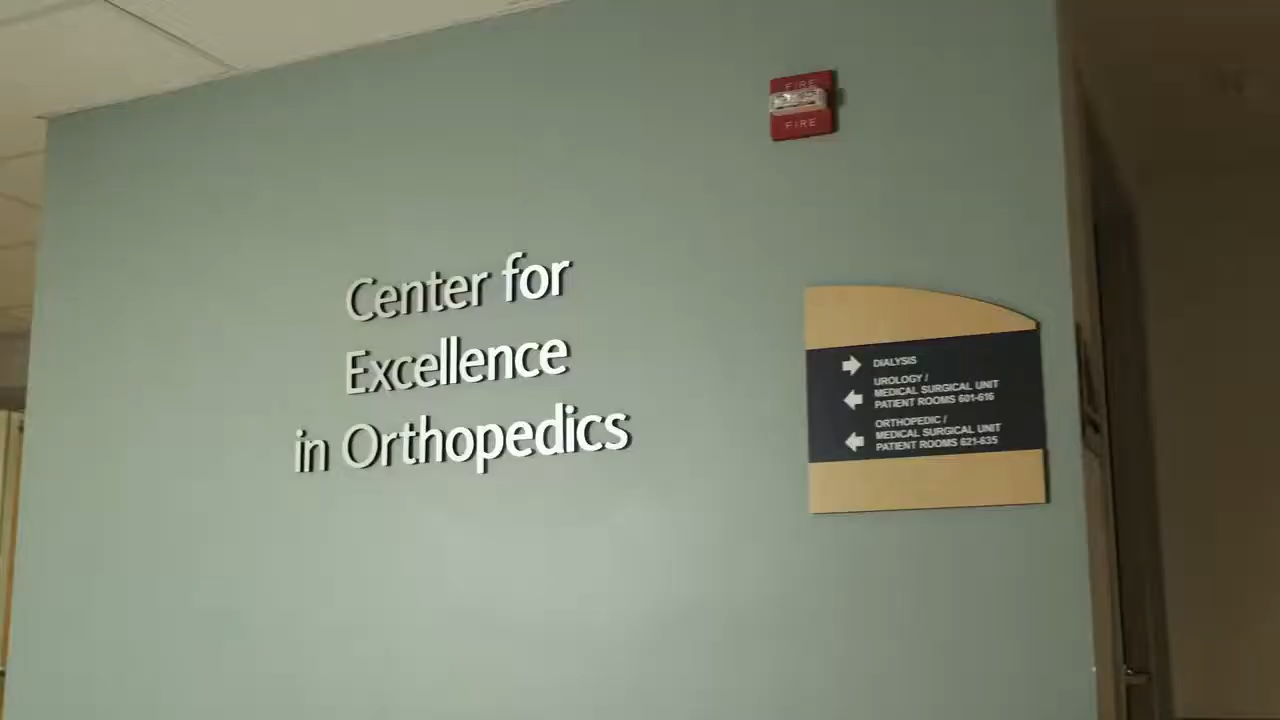 FIRE
FIRE
Center for
Excellence
in Orthopedics
DIALYSIS
UROLOGY /
MEDICAL SURGICAL UNIT
PATIENT ROOMS 601-616
ORTHOPEDIC /
MEDICAL SURGICAL UNIT
PATIENT ROOMS 621-635